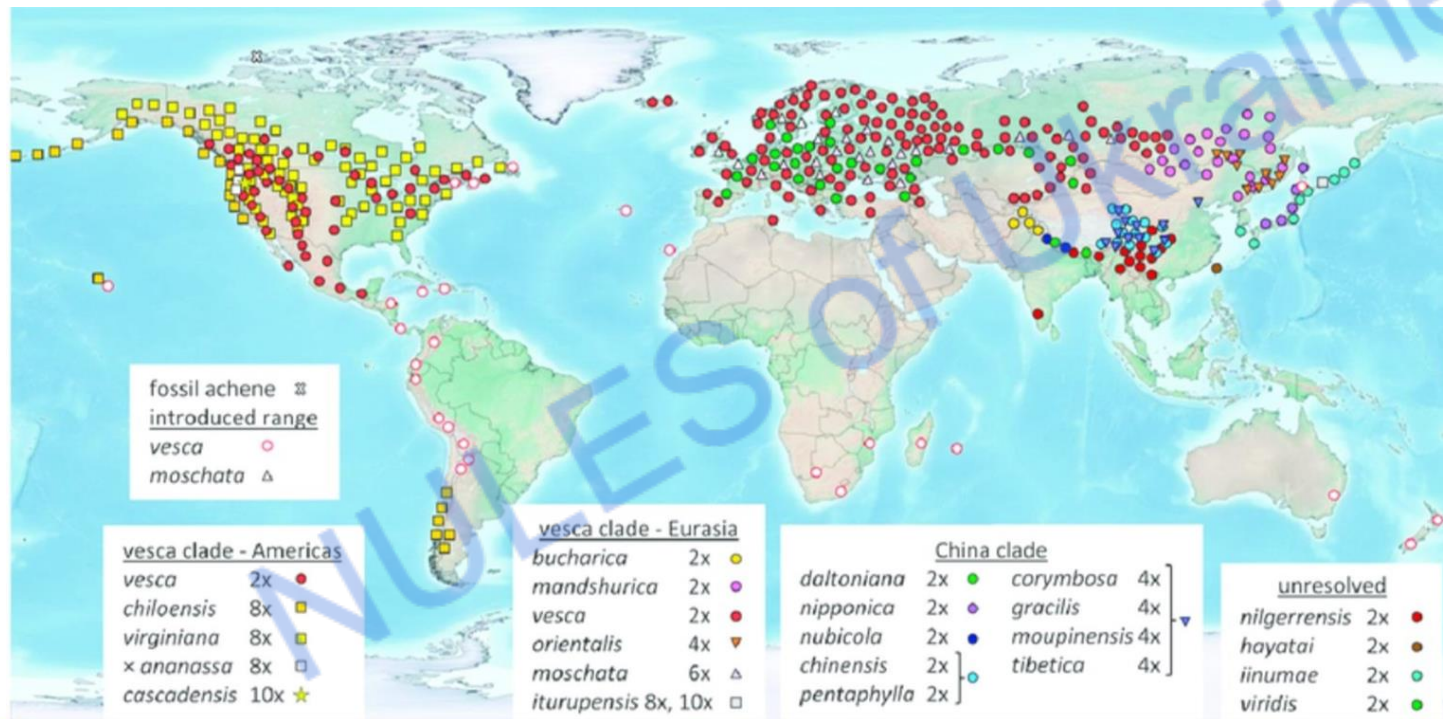 NULES of Ukraine
fossil achene
introduced range
vesca
moschata
vesca clade - Americas
vesca 2x
chiloensis 8x
virginiana 8x
× ananassa 8x
cascadensis 10x
vesca clade - Eurasia
bucharica 2x
mandshurica 2x
vesca 2x
orientalis 4x
moschata 6x
iturupensis 8x, 10x
China clade
daltoniana 2x corymbosa 4x
nipponica 2x gracilis 4x
nubicola 2x moupinensis 4x
chinensis 2x tibetica 4x
pentaphylla 2x
unresolved
nilgerrensis 2x
hayatai 2x
iinumae 2x
viridis 2x